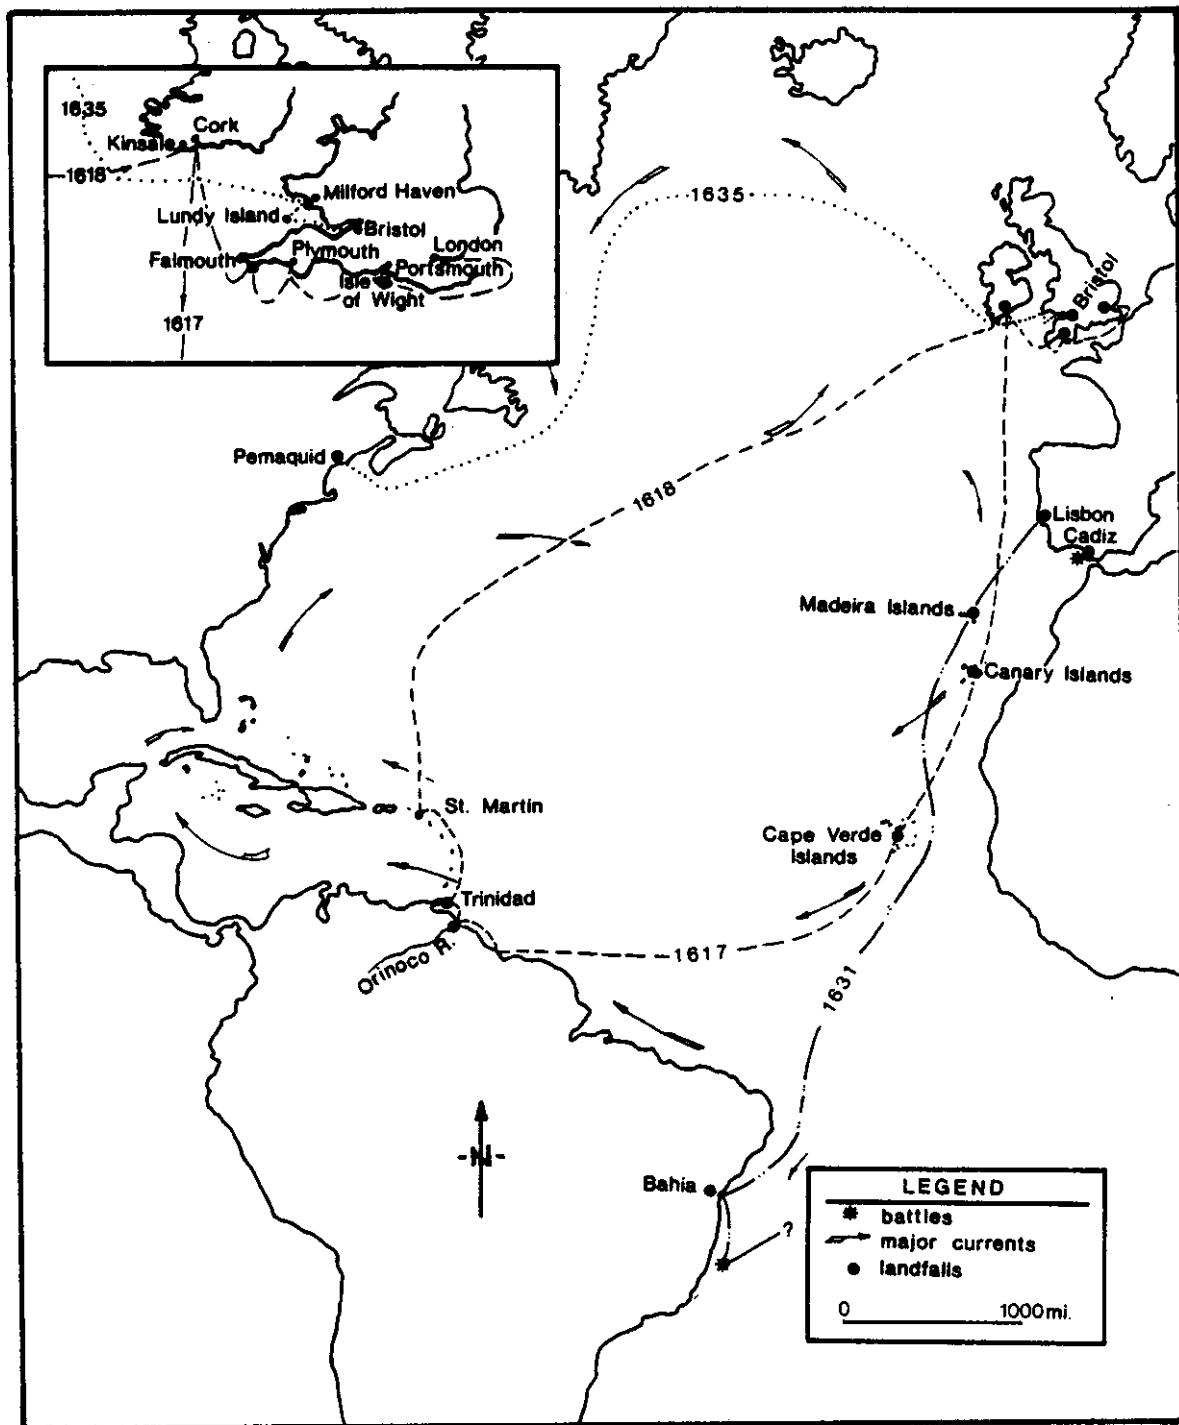 1635
Cork
Kinsale
1618
Milford Haven
Lundy Island
Bristol
London
Plymouth
Falmouth
Portsmouth
Isle
of Wight
1617
1635
Bristol
Pemaquid
1618
Lisbon
Cadiz
Madeira Islands
Canary Islands
St. Martin
Cape Verde
Islands
Trinidad
Orinoco R.
1617
1631
-N-
Bahia
?
LEGEND
battles
major currents
landfalls
0 1000mi.